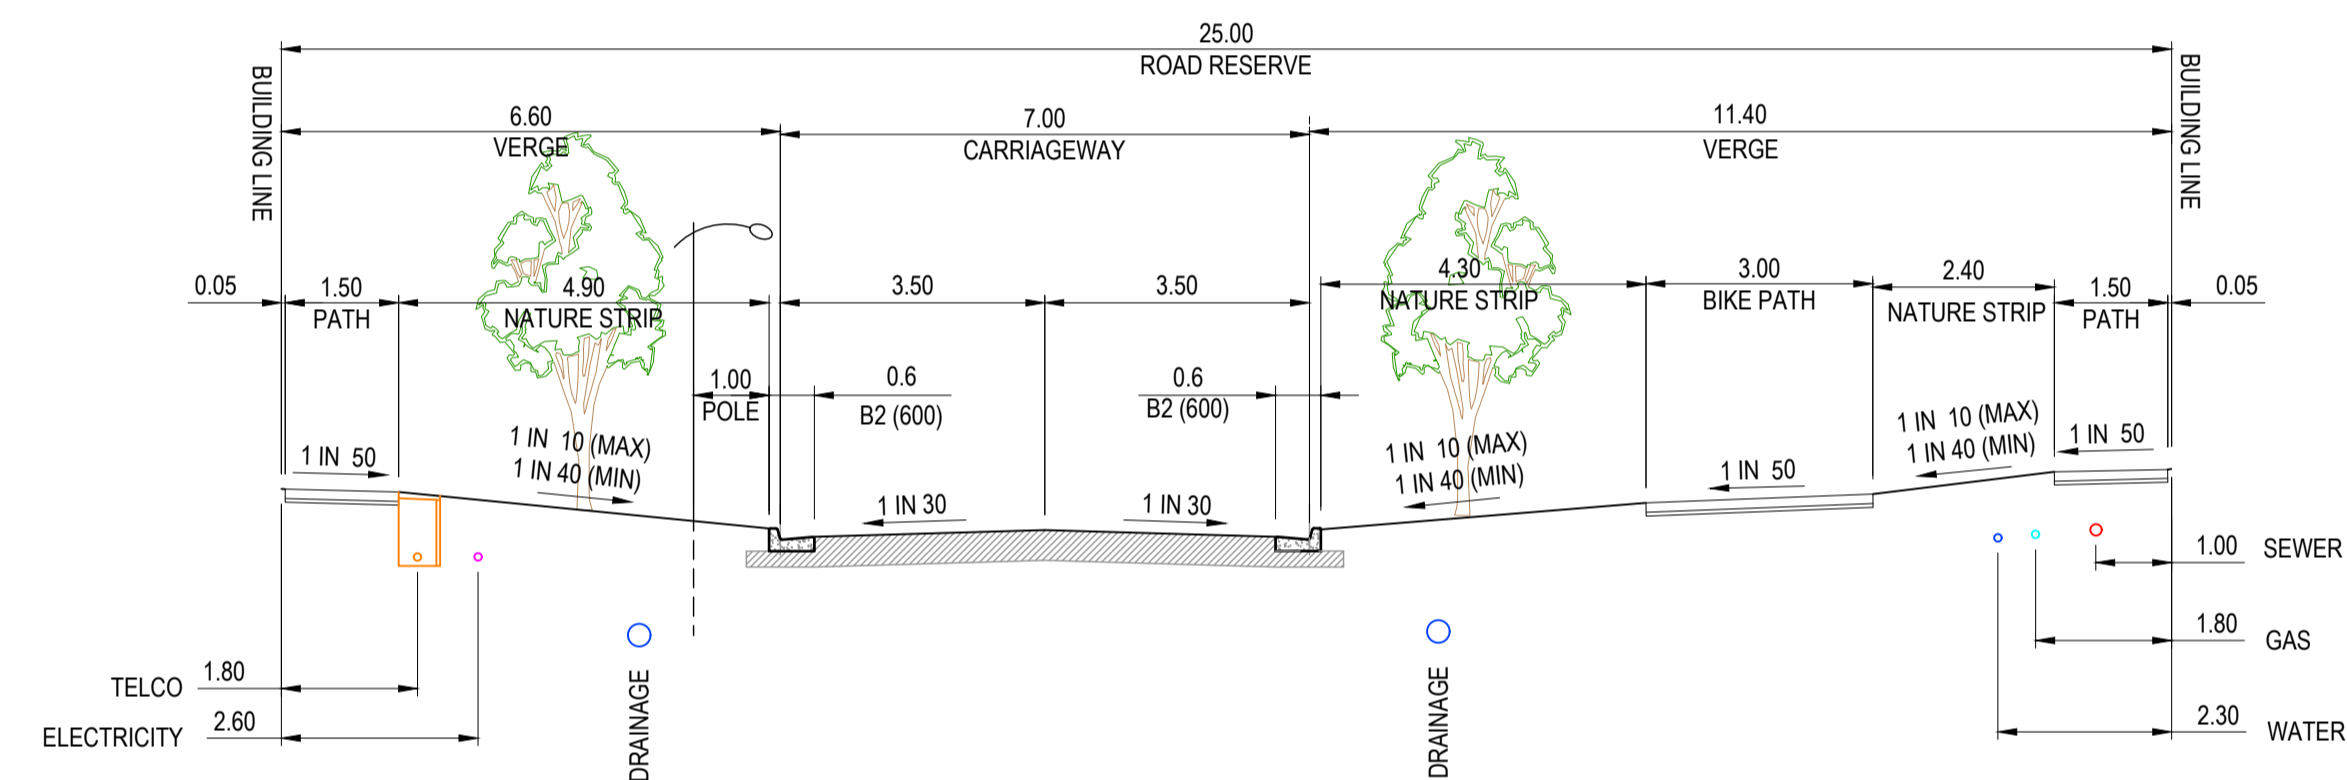 25.00
ROAD RESERVE
BUILDING LINE
BUILDING LINE
6.60
VERGE
7.00
CARRIAGEWAY
11.40
VERGE
0.05
1.50
PATH
4.90
NATURE STRIP
3.50
3.50
4.30
NATURE STRIP
3.00
BIKE PATH
2.40
NATURE STRIP
1.50
PATH
0.05
1.00
POLE
0.6
B2 (600)
0.6
B2 (600)
1 IN 50
1 IN 10 (MAX)
1 IN 40 (MIN)
1 IN 30
1 IN 30
1 IN 10 (MAX)
1 IN 40 (MIN)
1 IN 50
1 IN 10 (MAX)
1 IN 40 (MIN)
1 IN 50
1.00 SEWER
1.80 GAS
2.30 WATER
TELCO 1.80
ELECTRICITY 2.60
DRAINAGE
DRAINAGE